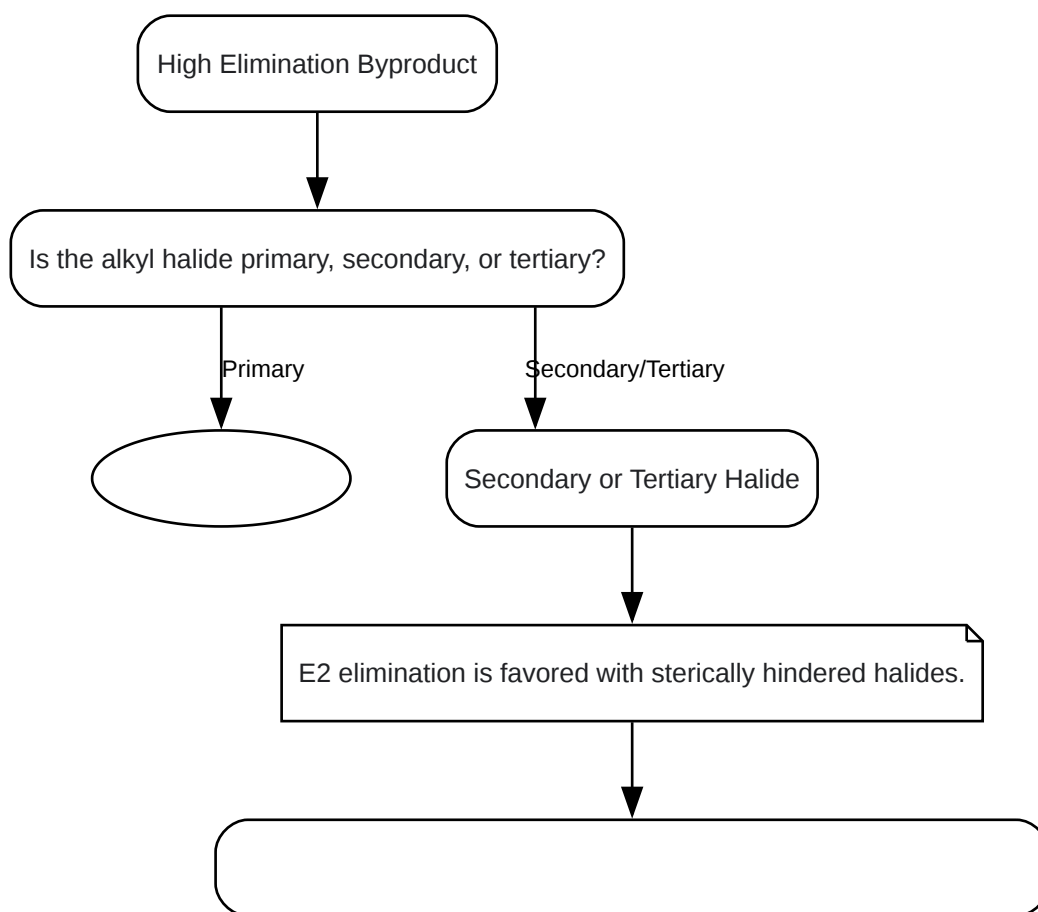 High Elimination Byproduct
Is the alkyl halide primary, secondary, or tertiary?
Primary
Secondary/Tertiary
Secondary or Tertiary Halide
E2 elimination is favored with sterically hindered halides.